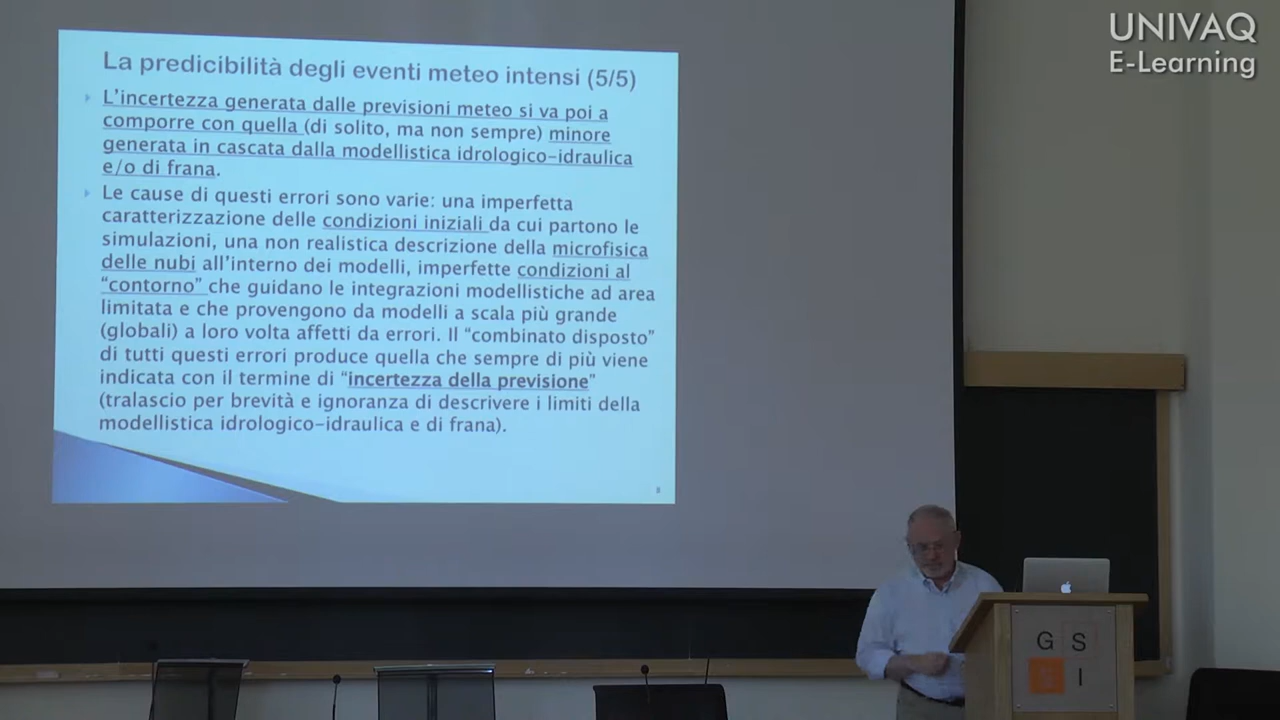 UNIVAQ
E-Learning
La predicibilità degli eventi meteo intensi (5/5)
L'incertezza generata dalle previsioni meteo si va poi a
comporre con quella (di solito, ma non sempre) minore
generata in cascata dalla modellistica idrologico-idraulica
e/o di frana.
Le cause di questi errori sono varie: una imperfetta
caratterizzazione delle condizioni iniziali da cui partono le
simulazioni, una non realistica descrizione della microfisica
delle nubi all'interno dei modelli, imperfette condizioni al
"contorno" che guidano le integrazioni modellistiche ad area
limitata e che provengono da modelli a scala più grande
(globali) a loro volta affetti da errori. Il "combinato disposto"
di tutti questi errori produce quella che sempre di più viene
indicata con il termine di "incertezza della previsione"
(tralascio per brevità e ignoranza di descrivere i limiti della
modellistica idrologico-idraulica e di frana).
G S
I